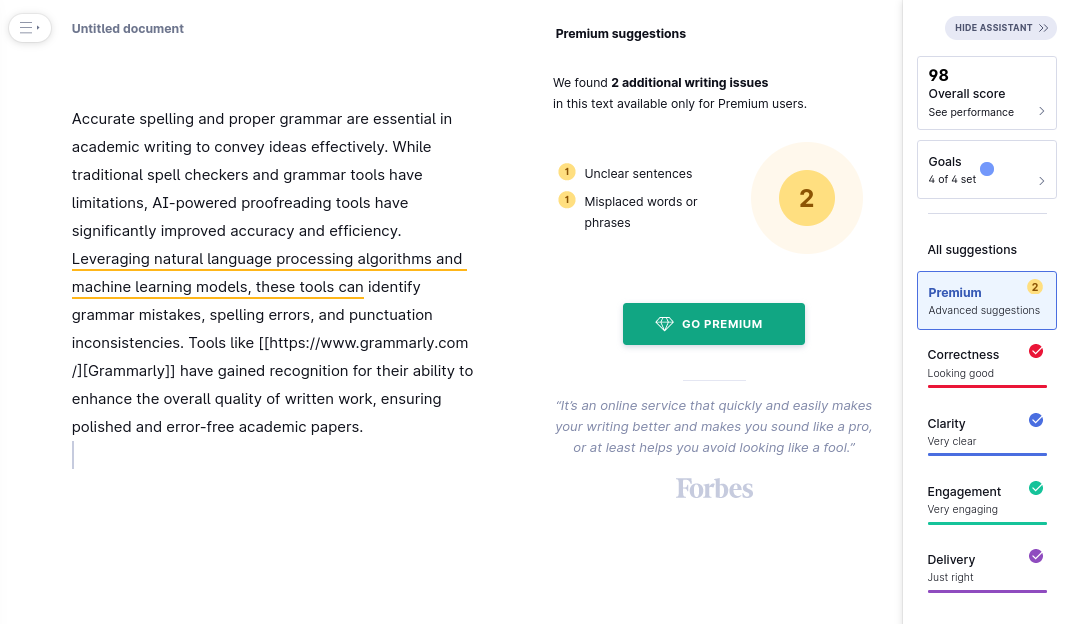 Untitled document
Accurate spelling and proper grammar are essential in
academic writing to convey ideas effectively. While
traditional spell checkers and grammar tools have
limitations, AI-powered proofreading tools have
significantly improved accuracy and efficiency.
Leveraging natural language processing algorithms and
machine learning models, these tools can identify
grammar mistakes, spelling errors, and punctuation
inconsistencies. Tools like [[https://www.grammarly.com
/][Grammarly]] have gained recognition for their ability to
enhance the overall quality of written work, ensuring
polished and error-free academic papers.
Premium suggestions
We found 2 additional writing issues
in this text available only for Premium users.
1 Unclear sentences
1 Misplaced words or
phrases
2
GO PREMIUM
“It’s an online service that quickly and easily makes
your writing better and makes you sound like a pro,
or at least helps you avoid looking like a fool.”
Forbes
HIDE ASSISTANT
98
Overall score
See performance
Goals
4 of 4 set
All suggestions
Premium 2
Advanced suggestions
Correctness
Looking good
Clarity
Very clear
Engagement
Very engaging
Delivery
Just right